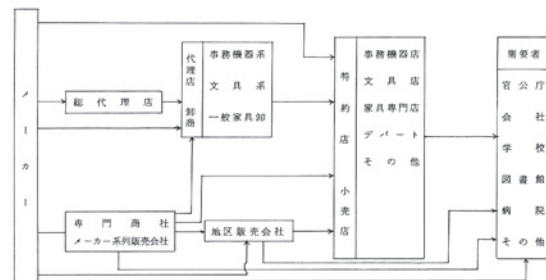 メーカー
総代理店
専門商社
メーカー系列販売会社
代理店 卸商
事務機器系
文具系
一般家具卸
地区販売会社
特約店 小売店
事務機器店
文具店
家具専門店
デパート
その他
需要者
官公庁
会社
学校
図書館
病院
その他